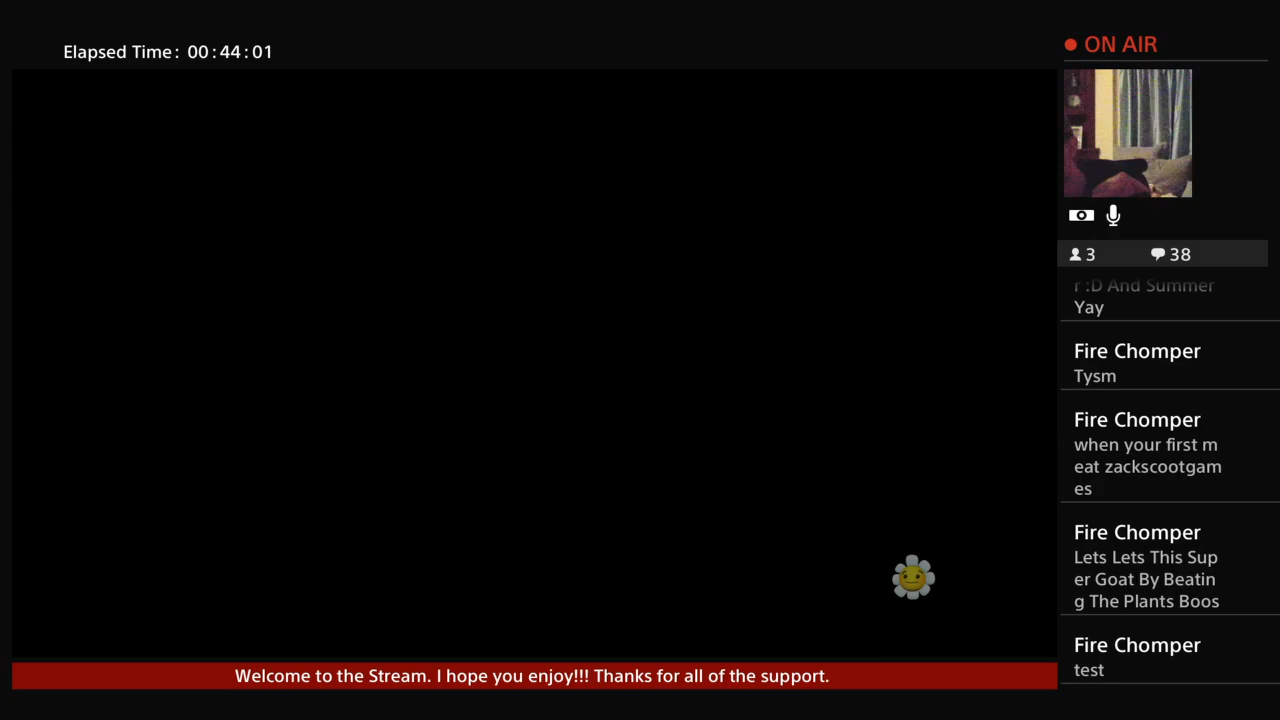 Elapsed Time: 00:44:01
ON AIR
3
38
r :D And Summer
Yay
Fire Chomper
Tysm
Fire Chomper
when your first m
eat zackscootgam
es
Fire Chomper
Lets Lets This Sup
er Goat By Beatin
g The Plants Boos
Fire Chomper
test
Welcome to the Stream. I hope you enjoy!!! Thanks for all of the support.